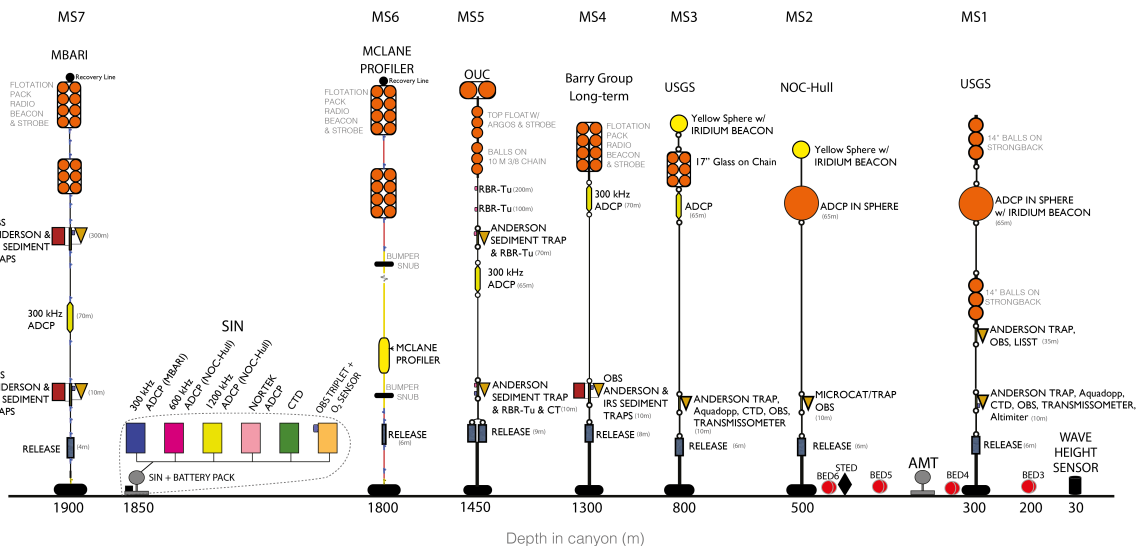 MS7
MS6
MS5
MS4
MS3
MS2
MS1
MBARI
Recovery Line
FLOTATION
PACK
RADIO
BEACON
& STROBE
BS
NDERSON &
SEDIMENT
APS
(300m)
300 kHz
ADCP
(70m)
S
DERSON &
SEDIMENT
APS
(10m)
RELEASE
(4m)
SIN
300 kHz
ADCP (MBARI)
600 kHz
ADCP (NOC-Hull)
1200 kHz
ADCP (NOC-Hull)
NORTEK
ADCP
CTD
OBS TRIPLET +
O2 SENSOR
SIN + BATTERY PACK
MCLANE
PROFILER
Recovery Line
FLOTATION
PACK
RADIO
BEACON
& STROBE
BUMPER
SNUB
MCLANE
PROFILER
BUMPER
SNUB
RELEASE
(6m)
OUC
TOP FLOAT W/
ARGOS & STROBE
BALLS ON
10 M 3/8 CHAIN
RBR-Tu (200m)
RBR-Tu (100m)
ANDERSON
SEDIMENT TRAP
& RBR-Tu (70m)
300 kHz
ADCP (65m)
ANDERSON
SEDIMENT TRAP
& RBR-Tu & CT (10m)
RELEASE (9m)
Barry Group
Long-term
FLOTATION
PACK
RADIO
BEACON
& STROBE
300 kHz
ADCP (70m)
OBS
ANDERSON &
IRS SEDIMENT
TRAPS (10m)
RELEASE (8m)
USGS
Yellow Sphere w/
IRIDIUM BEACON
17" Glass on Chain
ADCP
(65m)
ANDERSON TRAP,
Aquadopp, CTD, OBS,
TRANSMISSOMETER
(10m)
RELEASE (6m)
NOC-Hull
Yellow Sphere w/
IRIDIUM BEACON
ADCP IN SPHERE
(65m)
MICROCAT/TRAP
OBS
(10m)
RELEASE (8m)
USGS
14" BALLS ON
STRONGBACK
ADCP IN SPHERE
w/ IRIDIUM BEACON
(65m)
14" BALLS ON
STRONGBACK
ANDERSON TRAP,
OBS, LISST (35m)
ANDERSON TRAP, Aquadopp,
CTD, OBS, TRANSMISSOMETER,
Altimeter (10m)
RELEASE (6m)
BED6
STED
BED5
AMT
BED4
BED3
WAVE
HEIGHT
SENSOR
1900
1850
1800
1450
1300
800
500
300
200
30
Depth in canyon (m)